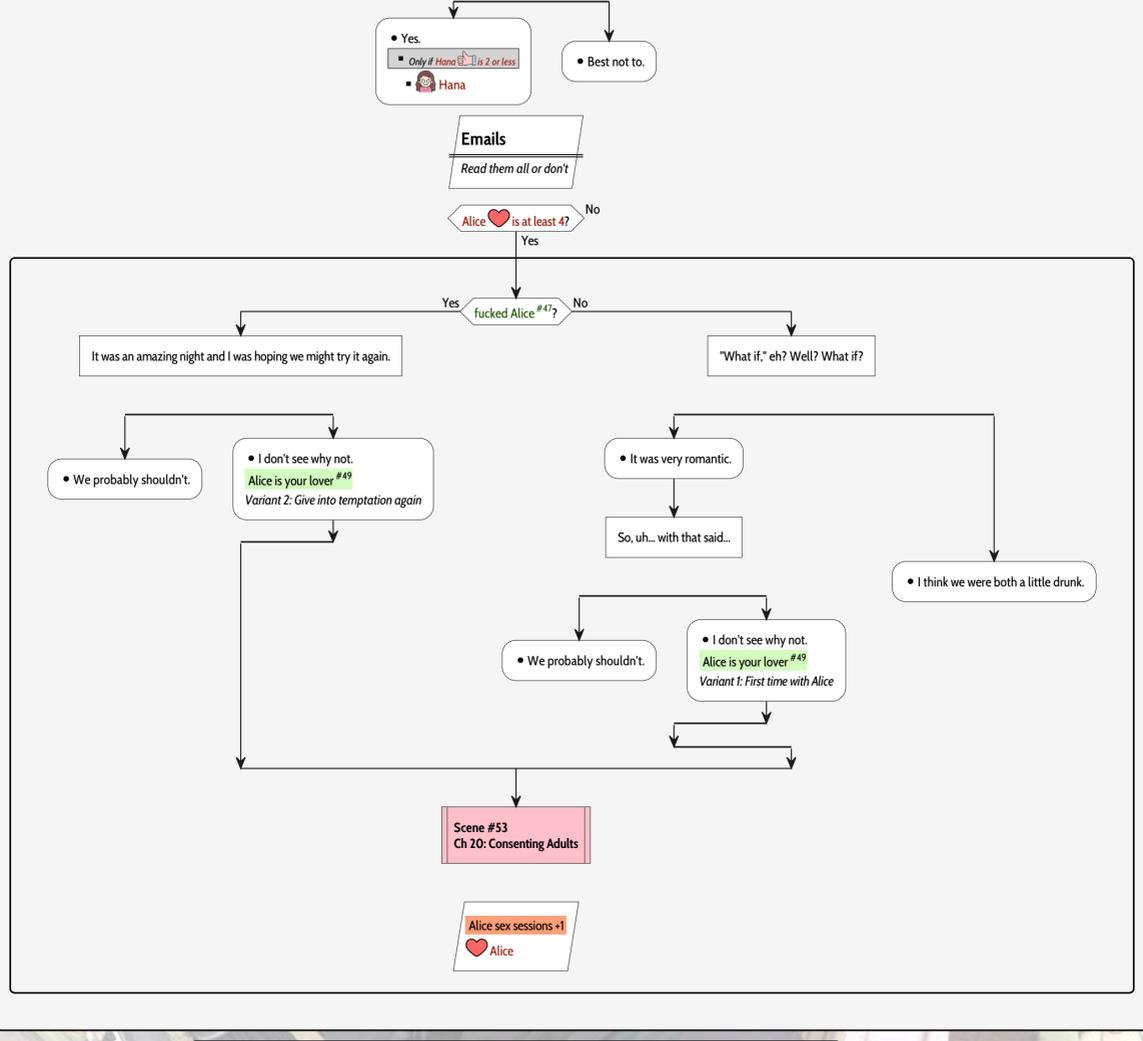 Yes.
Only if Hana is 2 or less
Hana
Best not to.
Emails
Read them all or don't
Alice is at least 4?
No
Yes
Yes
fucked Alice #47?
No
It was an amazing night and I was hoping we might try it again.
"What if," eh? Well? What if?
We probably shouldn't.
I don't see why not.
Alice is your lover #49
Variant 2: Give into temptation again
It was very romantic.
So, uh... with that said...
I think we were both a little drunk.
We probably shouldn't.
I don't see why not.
Alice is your lover #49
Variant 1: First time with Alice
Scene #53
Ch 20: Consenting Adults
Alice sex sessions +1
Alice